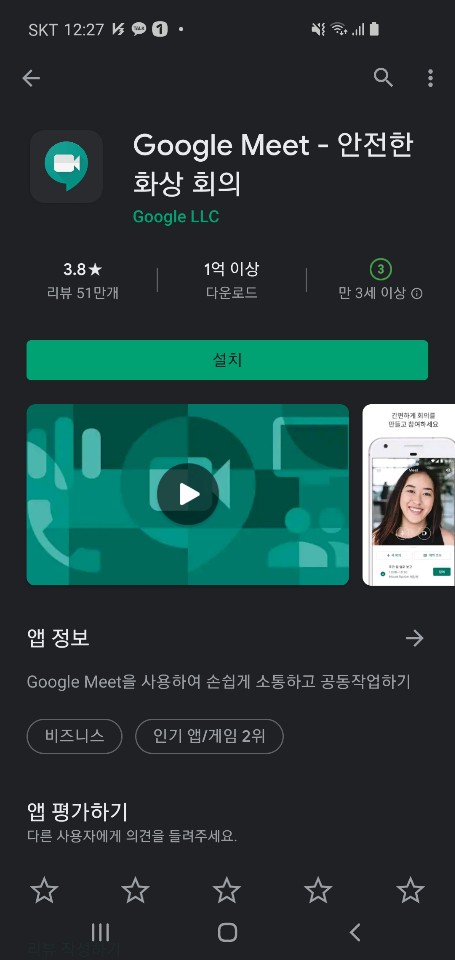 SKT 12:27
1
Google Meet - 안전한
화상 회의
Google LLC
3.8★
리뷰 51만개
1억 이상
다운로드
3
만 3세 이상
설치
간편하게 회의를
만들고 참여하세요
Meet
앱 정보
Google Meet을 사용하여 손쉽게 소통하고 공동작업하기
비즈니스
인기 앱/게임 2위
앱 평가하기
다른 사용자에게 의견을 들려주세요.